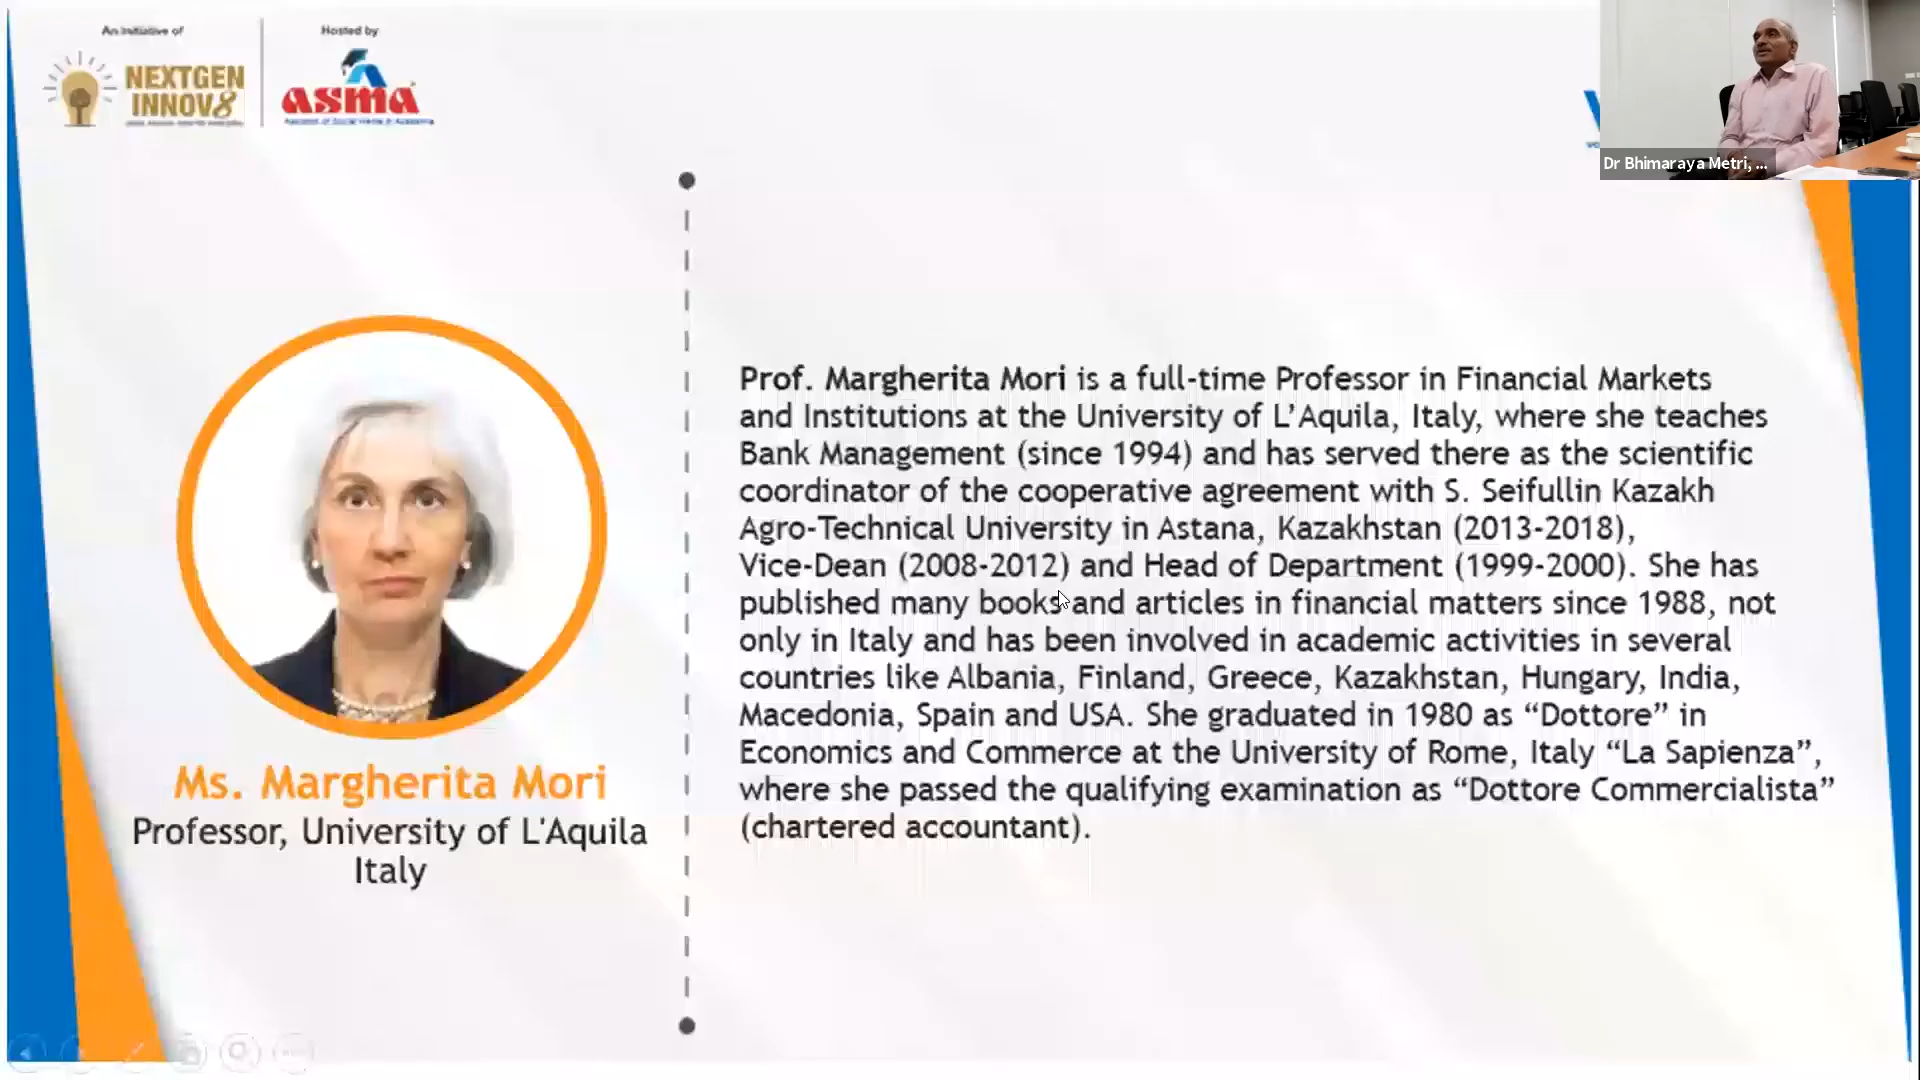 An Initiative of
Hosted by
NEXTGEN
INNOV8
asma
Dr Bhimaraya Metri, ...
Prof. Margherita Mori is a full-time Professor in Financial Markets
and Institutions at the University of L’Aquila, Italy, where she teaches
Bank Management (since 1994) and has served there as the scientific
coordinator of the cooperative agreement with S. Seifullin Kazakh
Agro-Technical University in Astana, Kazakhstan (2013-2018),
Vice-Dean (2008-2012) and Head of Department (1999-2000). She has
published many books and articles in financial matters since 1988, not
only in Italy and has been involved in academic activities in several
countries like Albania, Finland, Greece, Kazakhstan, Hungary, India,
Macedonia, Spain and USA. She graduated in 1980 as “Dottore” in
Economics and Commerce at the University of Rome, Italy “La Sapienza”,
where she passed the qualifying examination as “Dottore Commercialista”
(chartered accountant).
Ms. Margherita Mori
Professor, University of L'Aquila
Italy